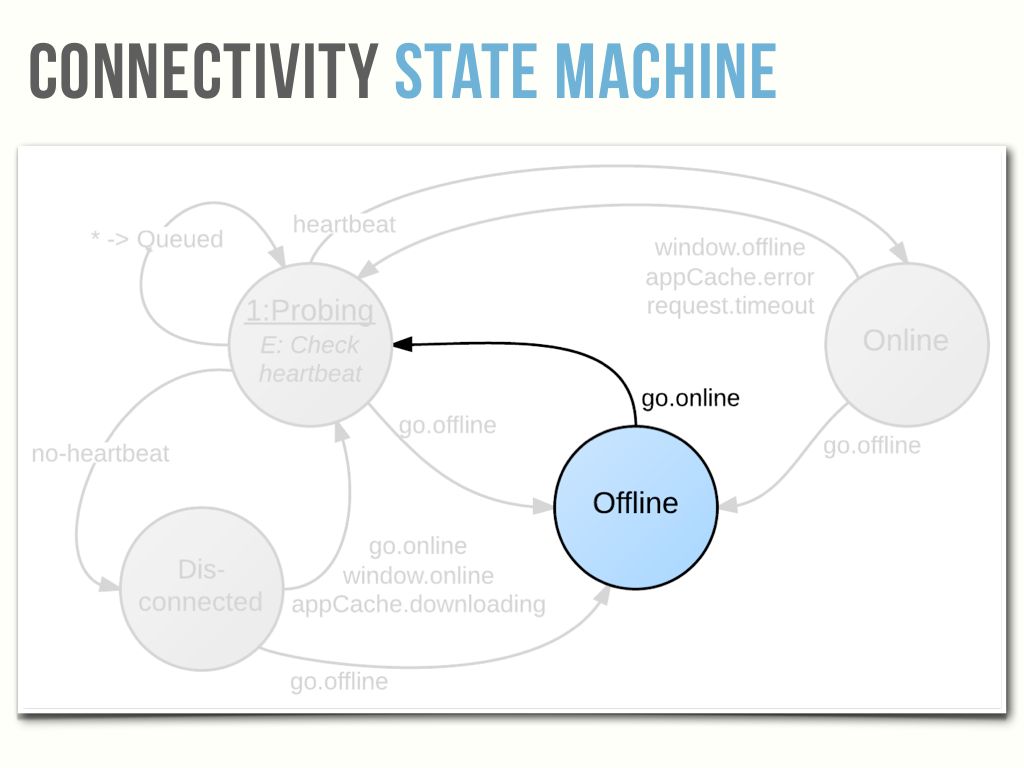 CONNECTIVITY STATE MACHINE
* -> Queued
heartbeat
window.offline
appCache.error
request.timeout
1:Probing
E: Check
heartbeat
Online
go.online
go.offline
go.offline
no-heartbeat
Offline
Dis-
connected
go.online
window.online
appCache.downloading
go.offline